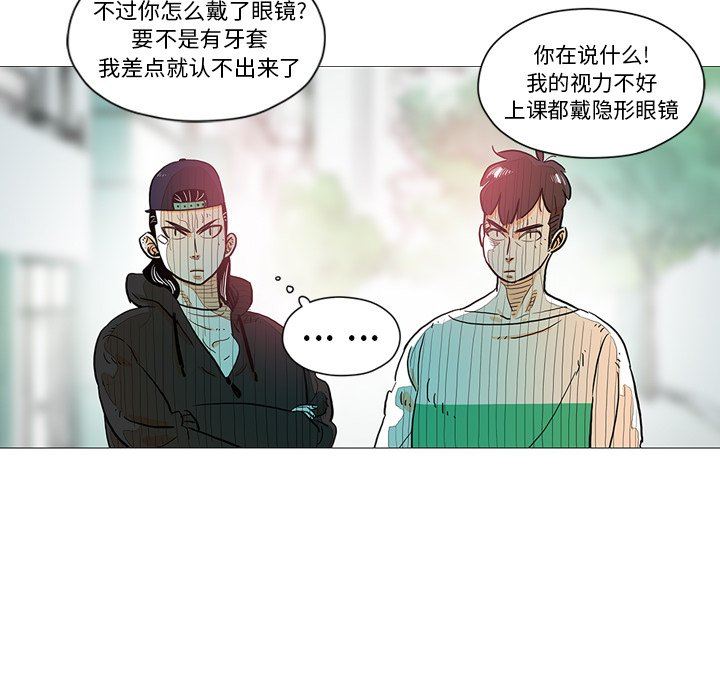 不过你怎么戴了眼镜?
要不是有牙套
我差点就认不出来了
你在说什么!
我的视力不好
上课都戴隐形眼镜
... ...